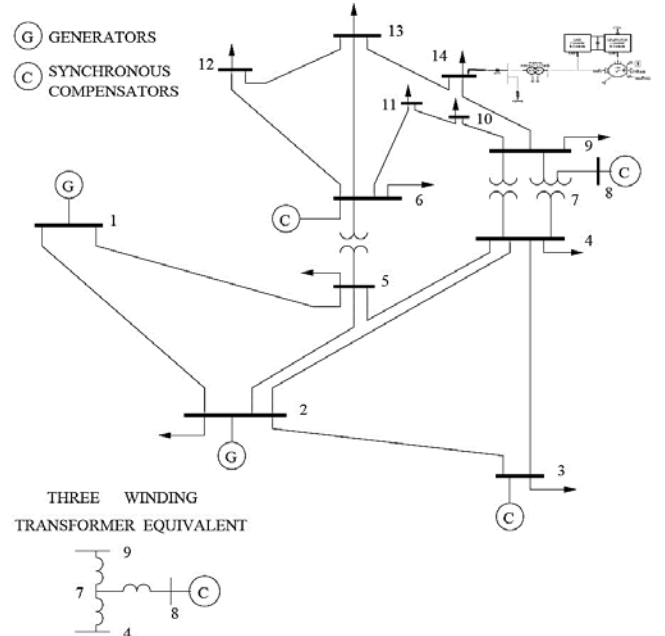 G GENERATORS
C SYNCHRONOUS
COMPENSATORS
13
12
14
11
10
9
G
C
7
C
8
6
1
4
5
2
G
3
C
THREE WINDING
TRANSFORMER EQUIVALENT
9
7
C
8
4